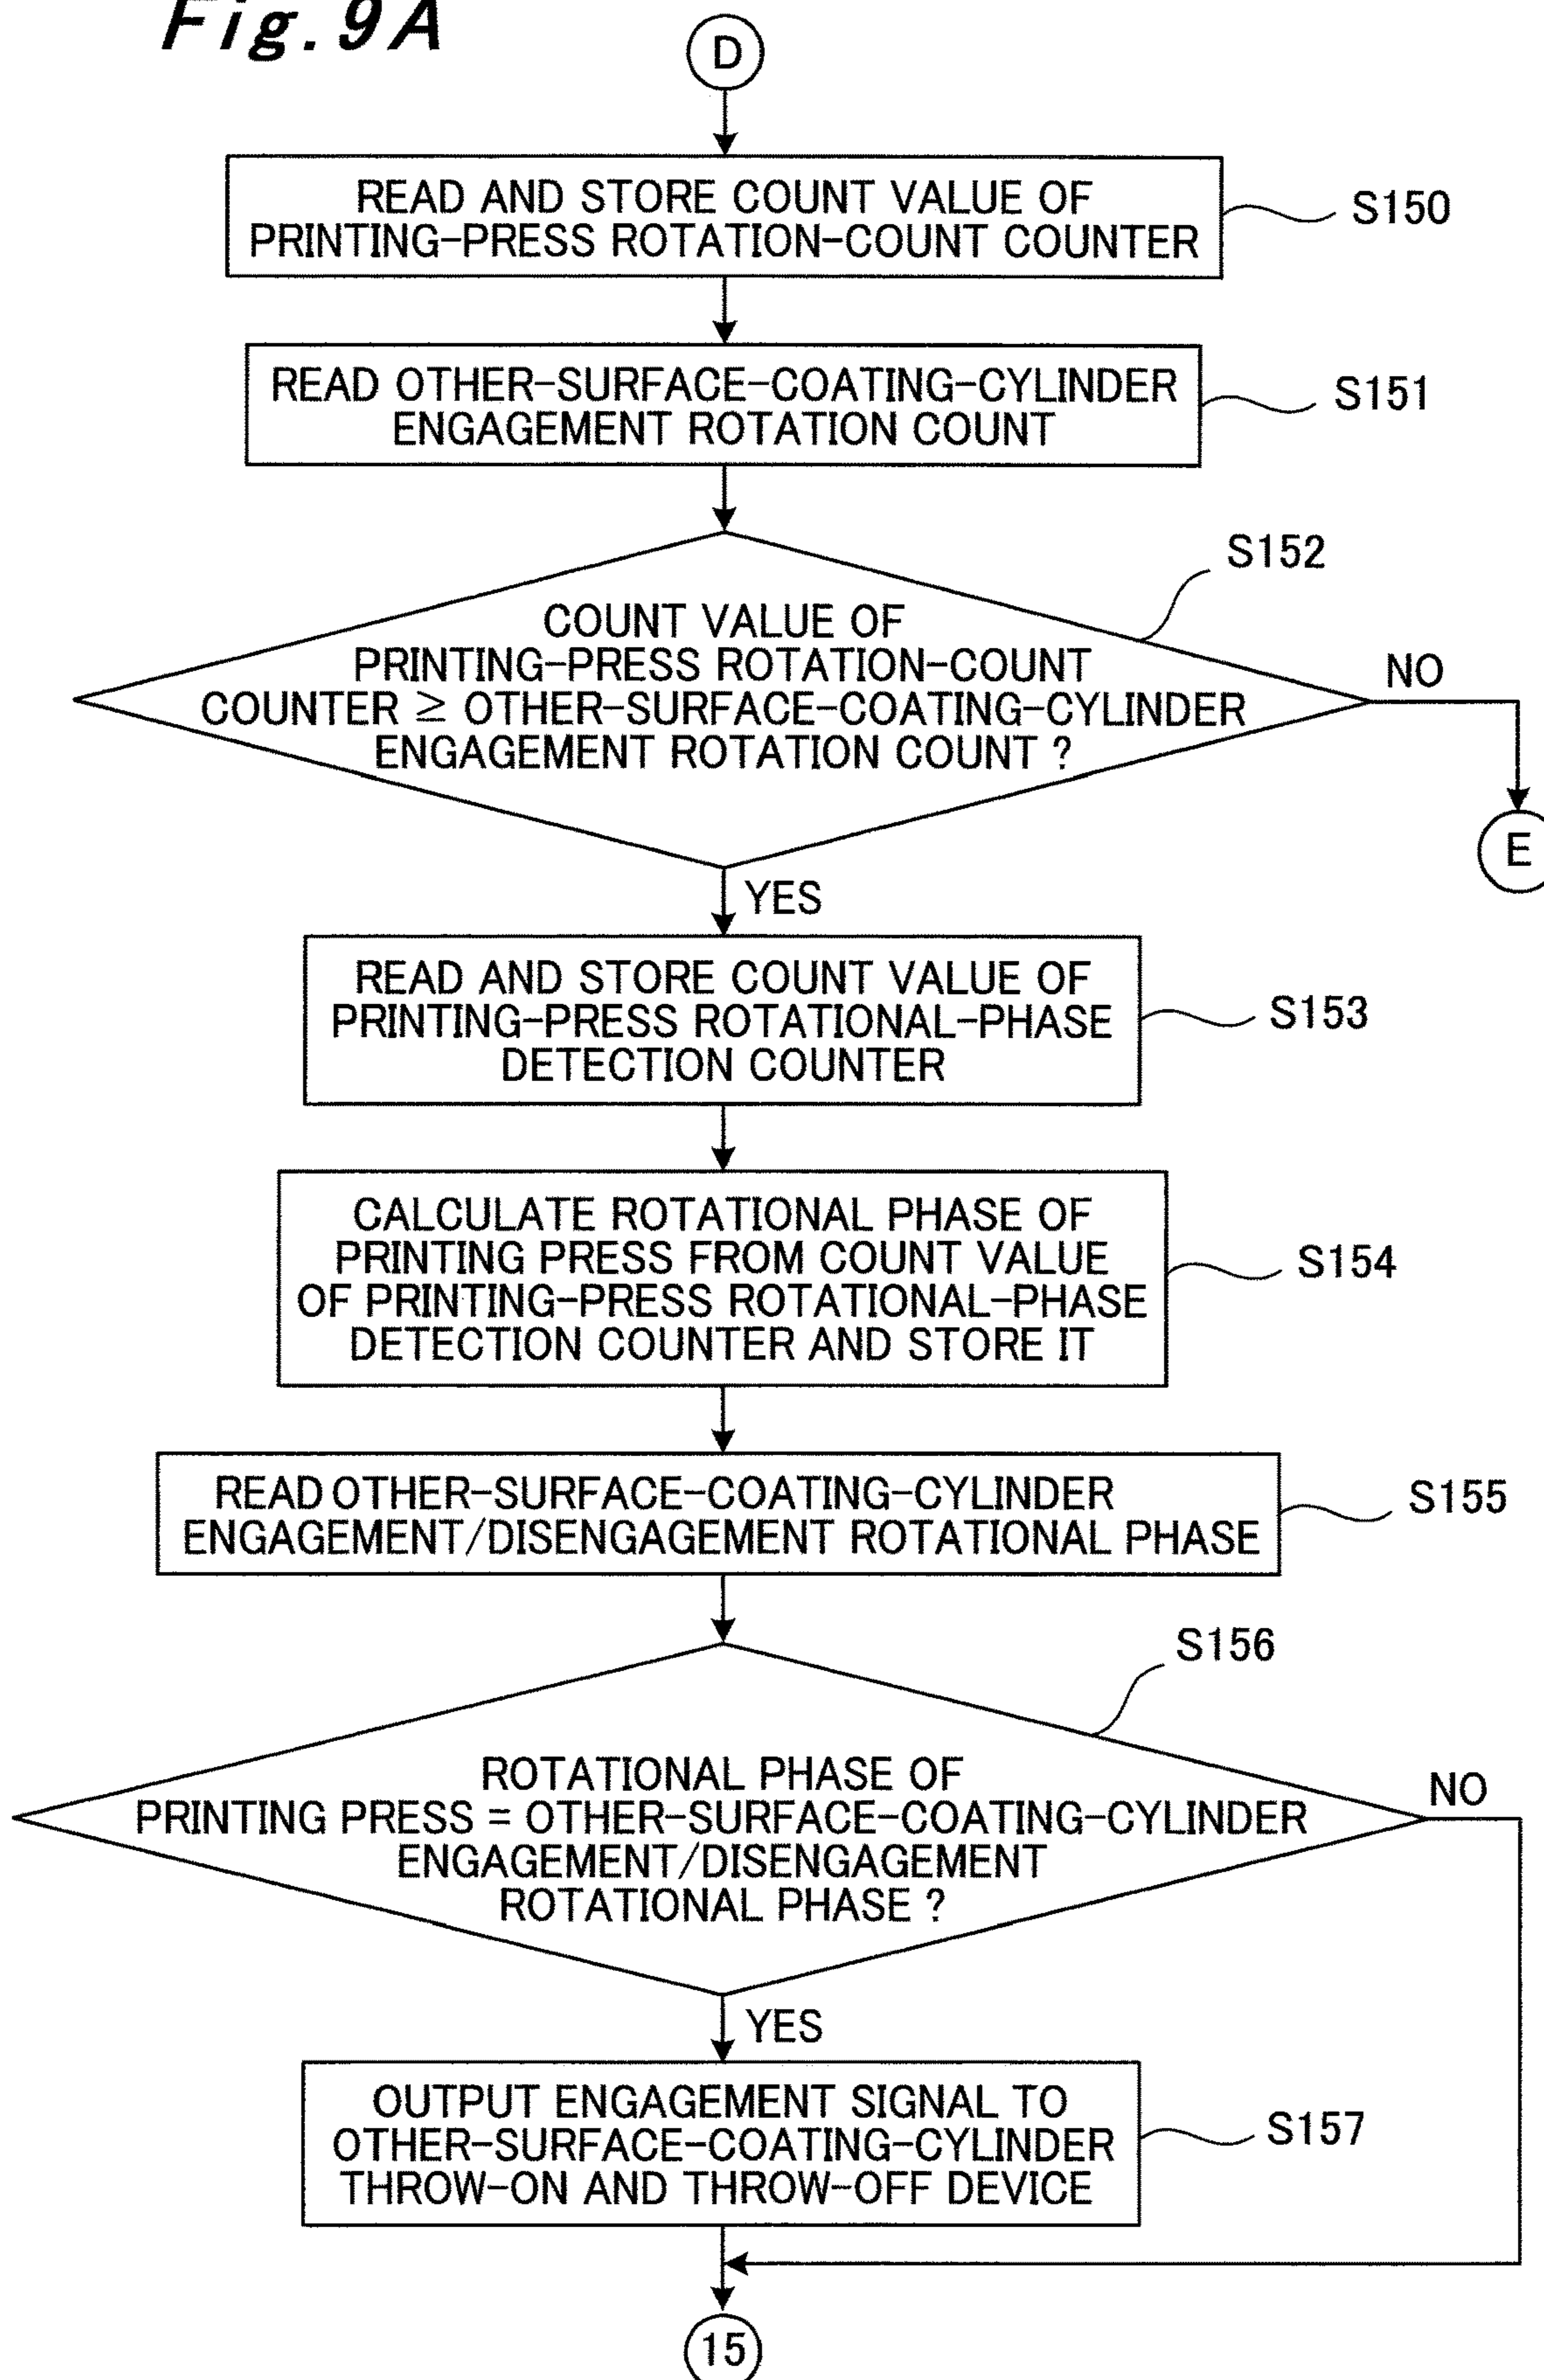 Fig. 9A
D
READ AND STORE COUNT VALUE OF
PRINTING-PRESS ROTATION-COUNT COUNTER
S150
READ OTHER-SURFACE-COATING-CYLINDER
ENGAGEMENT ROTATION COUNT
S151
S152
COUNT VALUE OF
PRINTING-PRESS ROTATION-COUNT
COUNTER ≥ OTHER-SURFACE-COATING-CYLINDER
ENGAGEMENT ROTATION COUNT ?
NO
E
YES
READ AND STORE COUNT VALUE OF
PRINTING-PRESS ROTATIONAL-PHASE
DETECTION COUNTER
S153
CALCULATE ROTATIONAL PHASE OF
PRINTING PRESS FROM COUNT VALUE
OF PRINTING-PRESS ROTATIONAL-PHASE
DETECTION COUNTER AND STORE IT
S154
READ OTHER-SURFACE-COATING-CYLINDER
ENGAGEMENT/DISENGAGEMENT ROTATIONAL PHASE
S155
S156
ROTATIONAL PHASE OF
PRINTING PRESS = OTHER-SURFACE-COATING-CYLINDER
ENGAGEMENT/DISENGAGEMENT
ROTATIONAL PHASE ?
NO
YES
OUTPUT ENGAGEMENT SIGNAL TO
OTHER-SURFACE-COATING-CYLINDER
THROW-ON AND THROW-OFF DEVICE
S157
15